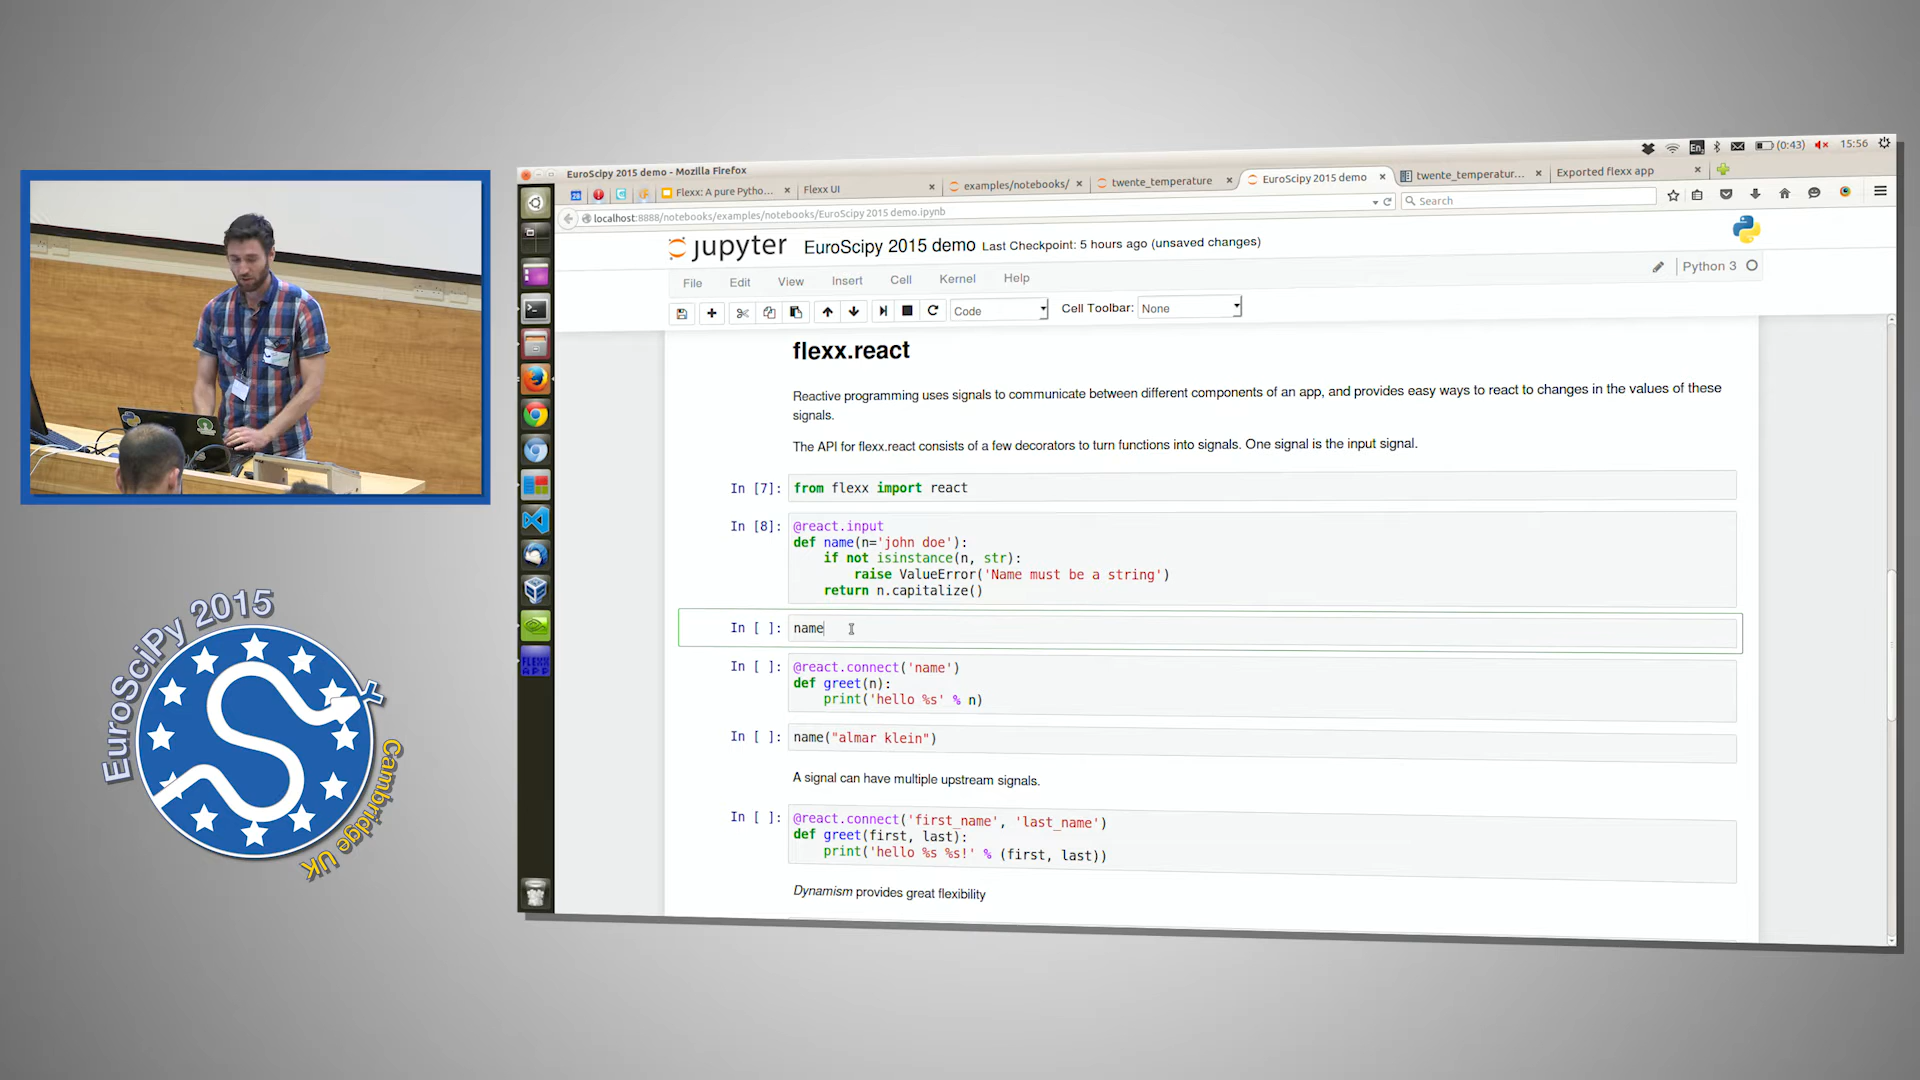 EuroScipy 2015 demo - Mozilla Firefox
En
(0:43)
15:56
Flexx: A pure Pytho...
Flexx UI
examples/notebooks/
twente_temperature
EuroScipy 2015 demo
twente_temperatur...
Exported flexx app
localhost:8888/notebooks/examples/notebooks/EuroScipy 2015 demo.ipynb
Search
jupyter
EuroScipy 2015 demo
Last Checkpoint: 5 hours ago (unsaved changes)
File
Edit
View
Insert
Cell
Kernel
Help
Python 3
Code
Cell Toolbar:
None
flexx.react
Reactive programming uses signals to communicate between different components of an app, and provides easy ways to react to changes in the values of these
signals.
The API for flexx.react consists of a few decorators to turn functions into signals. One signal is the input signal.
In [7]: from flexx import react
In [8]: @react.input
def name(n='john doe'):
if not isinstance(n, str):
raise ValueError('Name must be a string')
return n.capitalize()
In [ ]: name
In [ ]: @react.connect('name')
def greet(n):
print('hello %s' % n)
In [ ]: name("almar klein")
A signal can have multiple upstream signals.
In [ ]: @react.connect('first_name', 'last_name')
def greet(first, last):
print('hello %s %s!' % (first, last))
Dynamism provides great flexibility
FLEXX
APP
EuroSciPy 2015
Cambridge UK